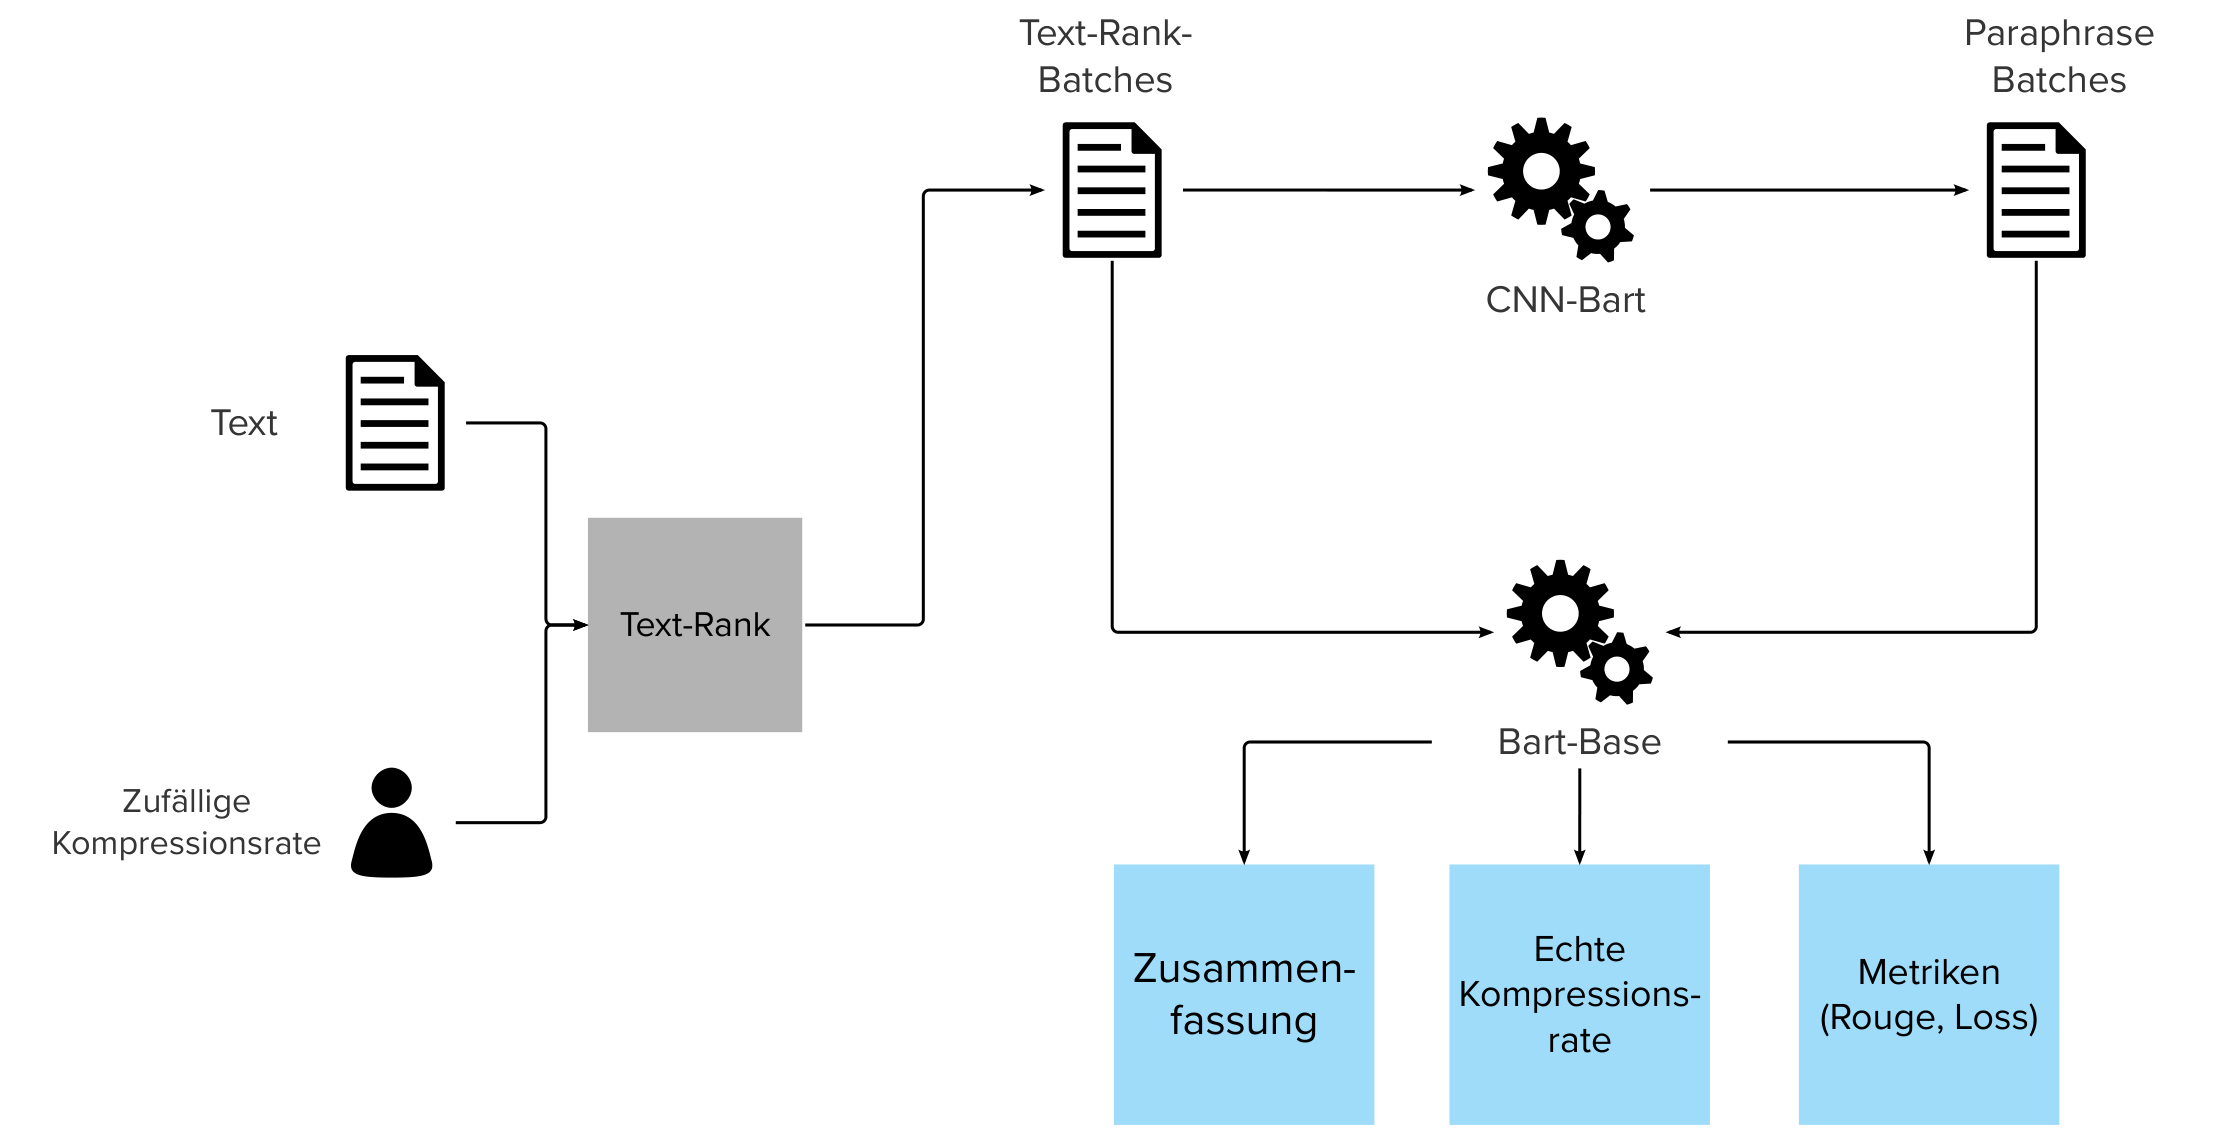 Text-Rank-
Batches
Paraphrase
Batches
CNN-Bart
Text
Text-Rank
Zufällige
Kompressionsrate
Bart-Base
Zusammen-
fassung
Echte
Kompressions-
rate
Metriken
(Rouge, Loss)